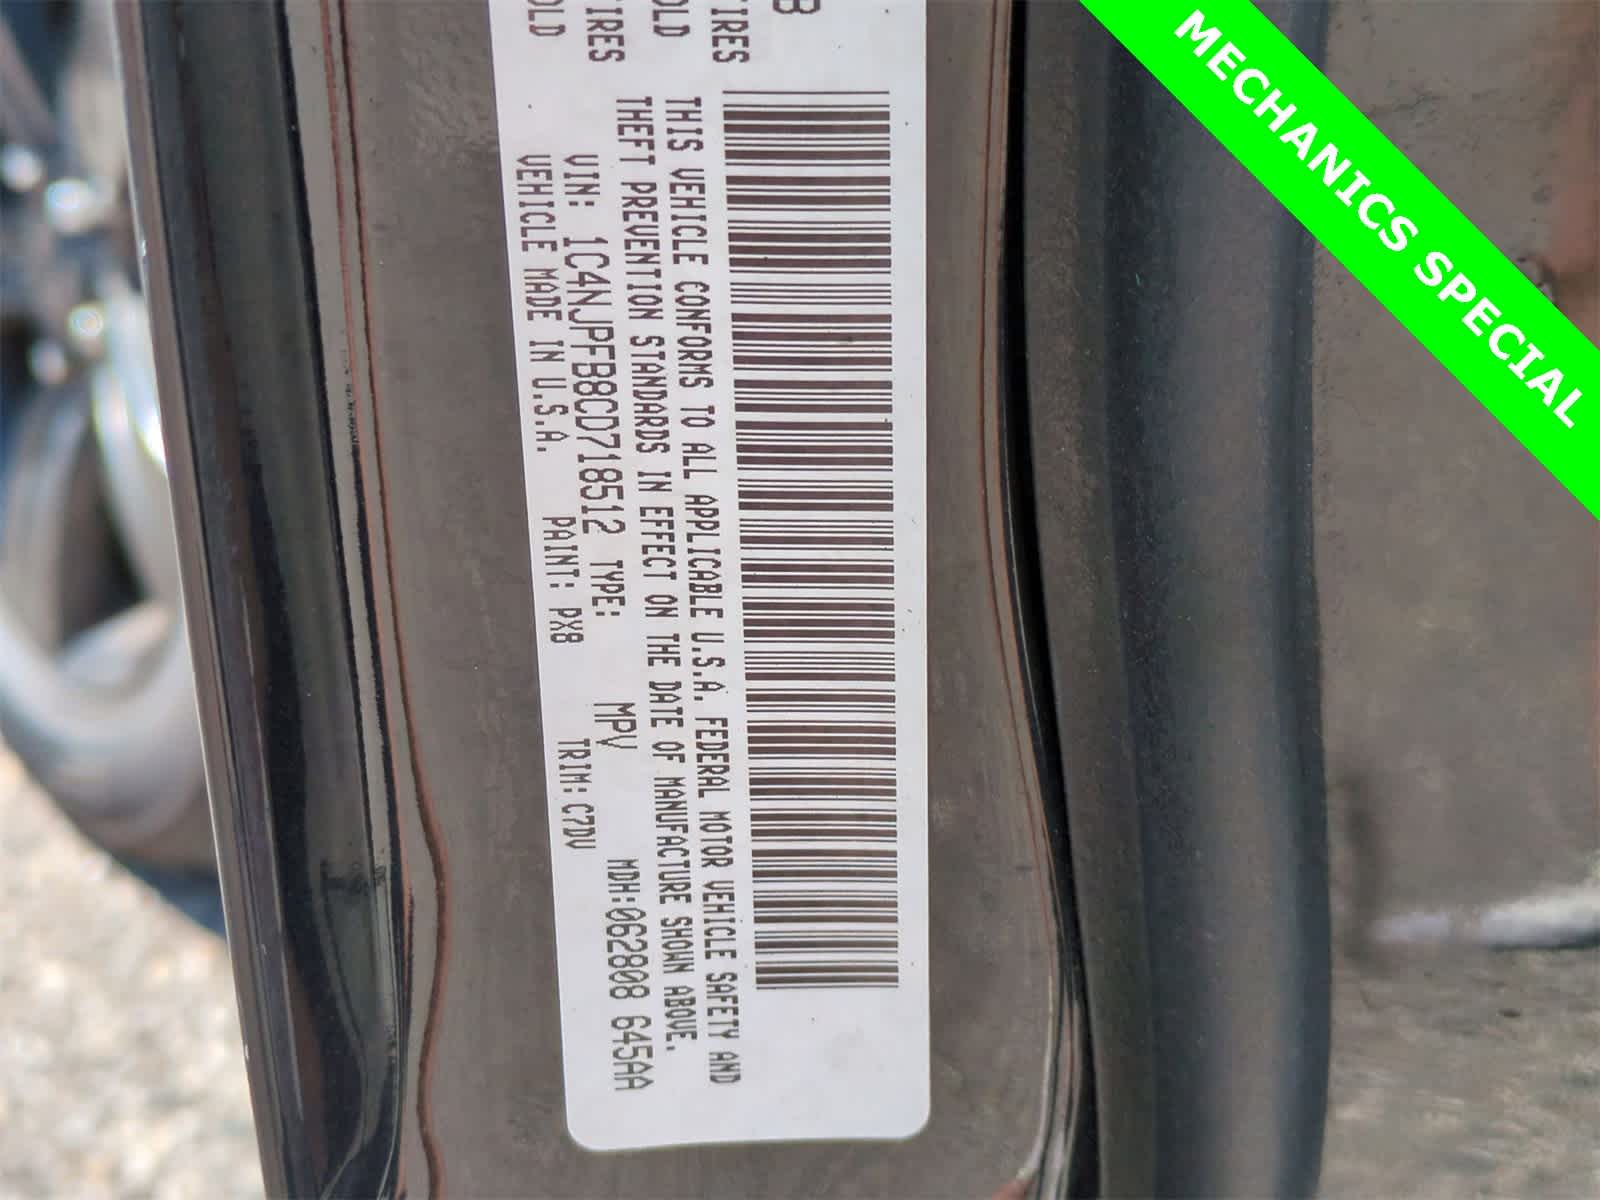 MECHANICS SPECIAL
B
TIRES
OLD
TIRES
OLD
THIS VEHICLE CONFORMS TO ALL APPLICABLE U.S.A. FEDERAL MOTOR VEHICLE SAFETY AND
THEFT PREVENTION STANDARDS IN EFFECT ON THE DATE OF MANUFACTURE SHOWN ABOVE.
VIN: 1C4NJPFB8CD718512 TYPE: MPV MDH:062808 645AA
VEHICLE MADE IN U.S.A. PAINT: PX8 TRIM: C7DV